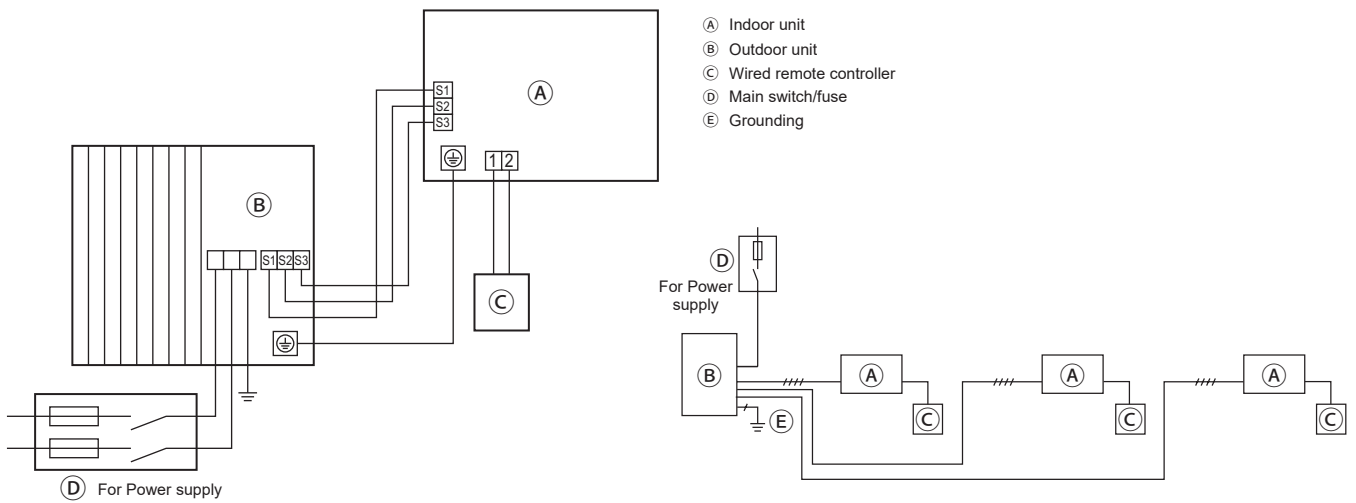 Ⓐ Indoor unit
Ⓑ Outdoor unit
Ⓒ Wired remote controller
Ⓓ Main switch/fuse
Ⓔ Grounding
S1
S2
S3
Ⓐ
1 2
Ⓑ
S1 S2 S3
Ⓒ
Ⓓ For Power supply
Ⓓ
For Power
supply
Ⓑ
Ⓐ Ⓐ Ⓐ
Ⓒ Ⓒ Ⓒ
Ⓔ